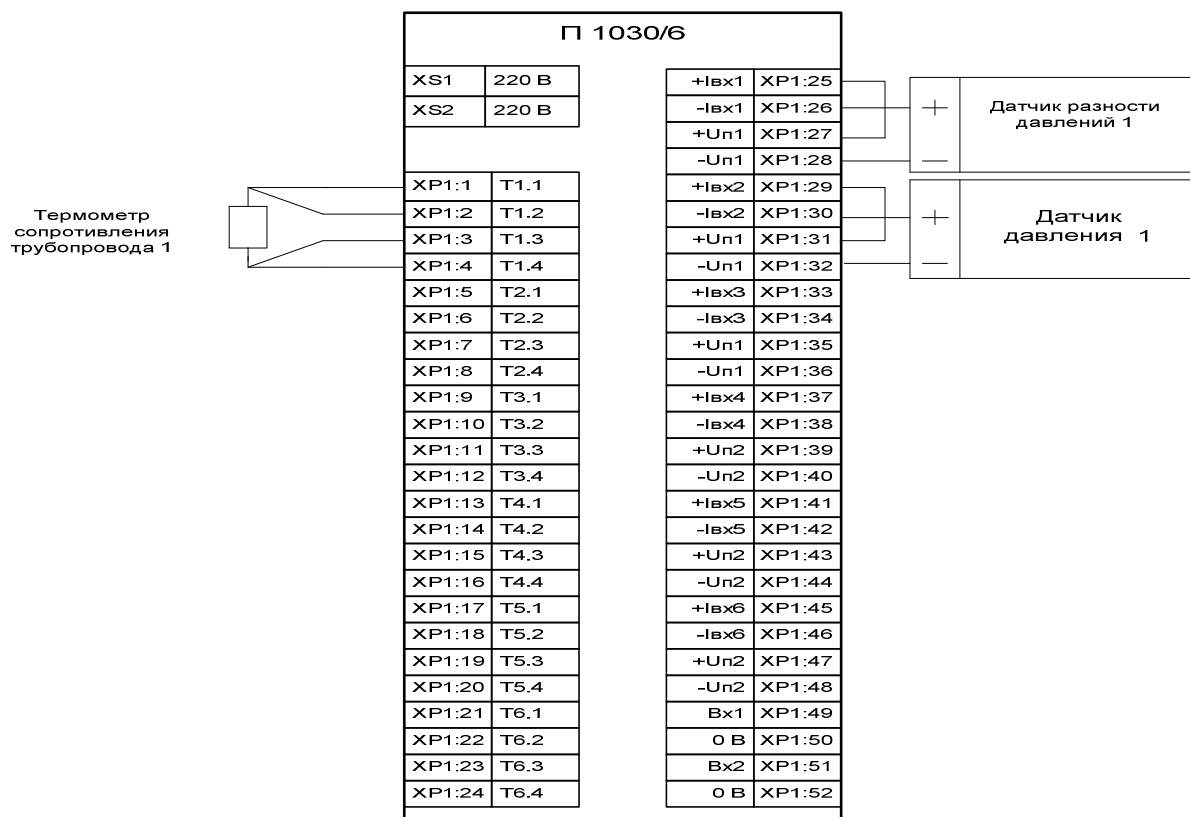 П 1030/6
XS1 220 В
XS2 220 В
Термометр
сопротивления
трубопровода 1
XP1:1 T1.1
XP1:2 T1.2
XP1:3 T1.3
XP1:4 T1.4
XP1:5 T2.1
XP1:6 T2.2
XP1:7 T2.3
XP1:8 T2.4
XP1:9 T3.1
XP1:10 T3.2
XP1:11 T3.3
XP1:12 T3.4
XP1:13 T4.1
XP1:14 T4.2
XP1:15 T4.3
XP1:16 T4.4
XP1:17 T5.1
XP1:18 T5.2
XP1:19 T5.3
XP1:20 T5.4
XP1:21 T6.1
XP1:22 T6.2
XP1:23 T6.3
XP1:24 T6.4
+Iвх1 XP1:25
-Iвх1 XP1:26
+Uп1 XP1:27
-Uп1 XP1:28
+Iвх2 XP1:29
-Iвх2 XP1:30
+Uп1 XP1:31
-Uп1 XP1:32
+Iвх3 XP1:33
-Iвх3 XP1:34
+Uп1 XP1:35
-Uп1 XP1:36
+Iвх4 XP1:37
-Iвх4 XP1:38
+Uп2 XP1:39
-Uп2 XP1:40
+Iвх5 XP1:41
-Iвх5 XP1:42
+Uп2 XP1:43
-Uп2 XP1:44
+Iвх6 XP1:45
-Iвх6 XP1:46
+Uп2 XP1:47
-Uп2 XP1:48
Вх1 XP1:49
0 В XP1:50
Вх2 XP1:51
0 В XP1:52
+
—
Датчик разности
давлений 1
+
—
Датчик
давления 1